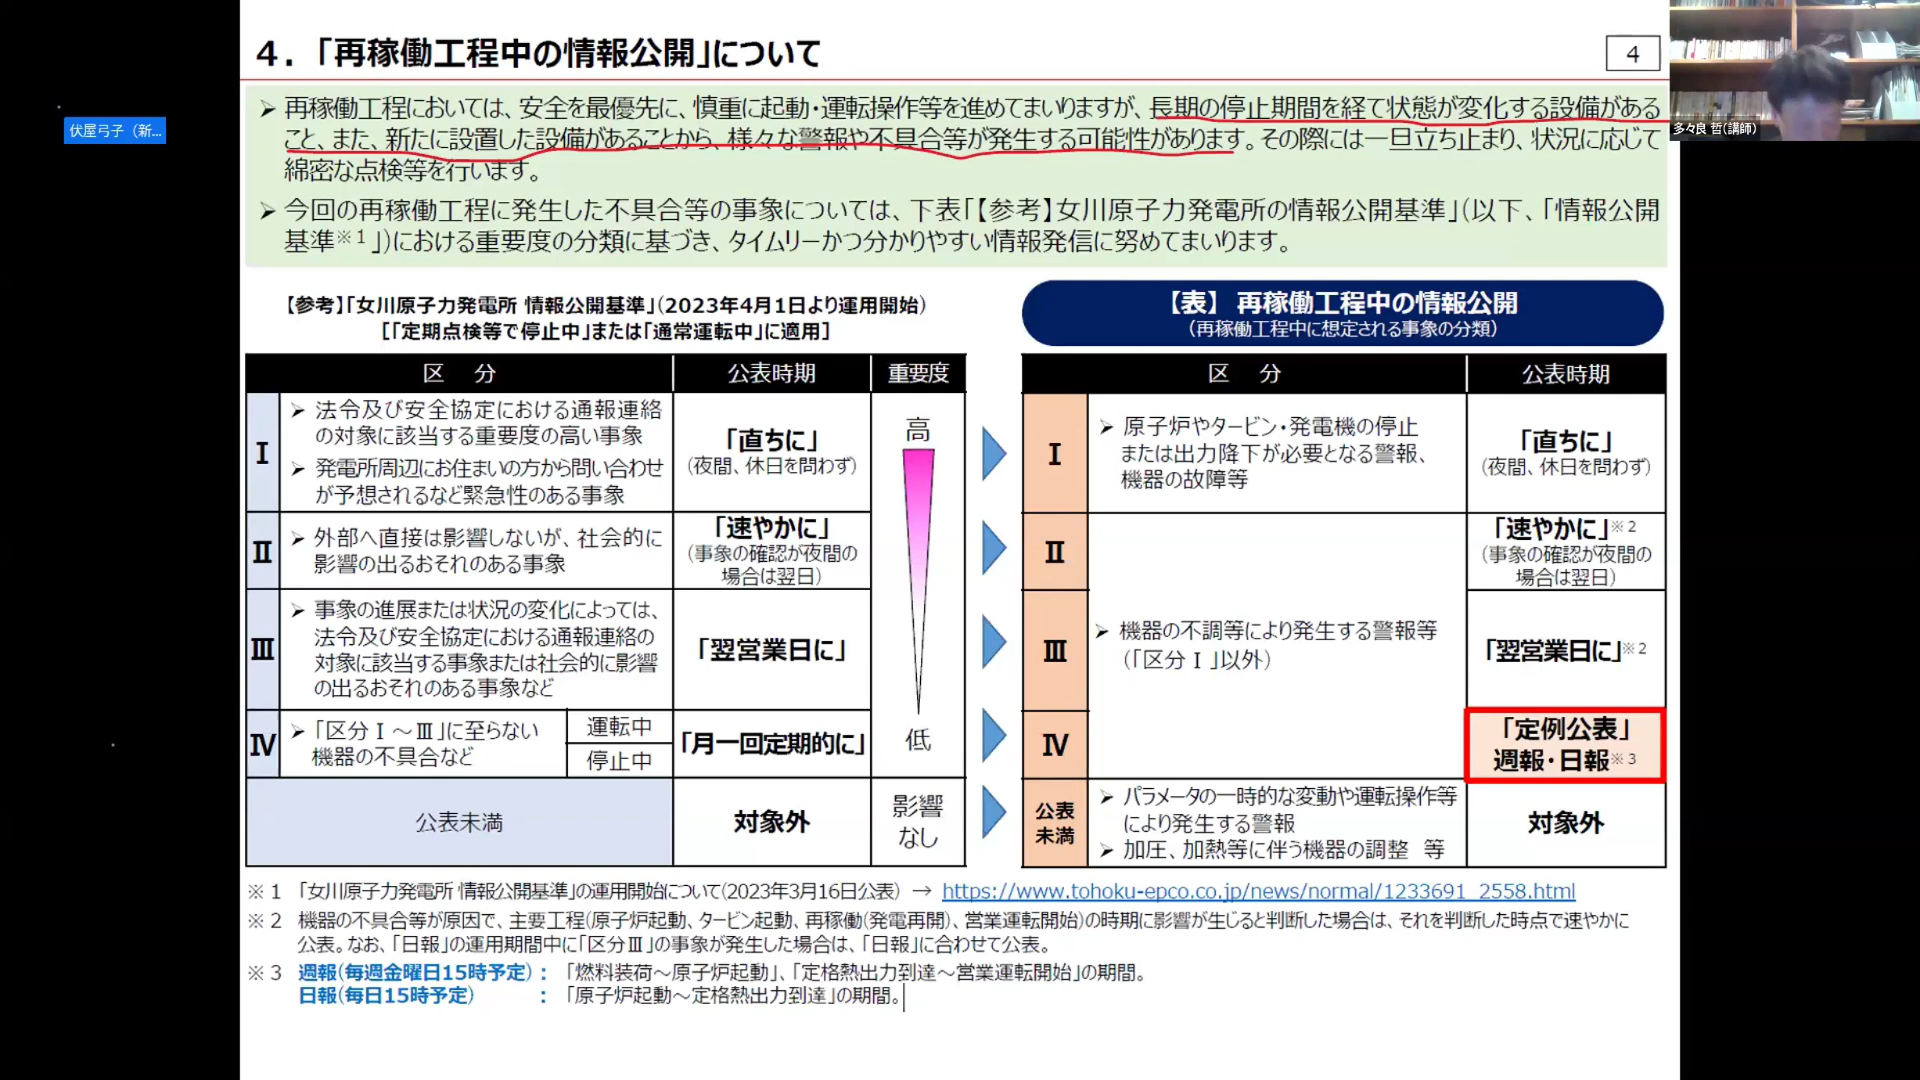 4．「再稼働工程中の情報公開」について
4
➢ 再稼働工程においては、安全を最優先に、慎重に起動・運転操作等を進めてまいりますが、長期の停止期間を経て状態が変化する設備がある
こと、また、新たに設置した設備があることから、様々な警報や不具合等が発生する可能性があります。その際には一旦立ち止まり、状況に応じて
綿密な点検等を行います。
➢ 今回の再稼働工程に発生した不具合等の事象については、下表「【参考】女川原子力発電所の情報公開基準」（以下、「情報公開
基準※1」）における重要度の分類に基づき、タイムリーかつ分かりやすい情報発信に努めてまいります。
伏屋弓子（新...
多々良 哲(講師)
【参考】「女川原子力発電所 情報公開基準」（2023年4月1日より運用開始）
［「定期点検等で停止中」または「通常運転中」に適用］
区 分
公表時期
重要度
Ⅰ
➢ 法令及び安全協定における通報連絡
の対象に該当する重要度の高い事象
➢ 発電所周辺にお住まいの方から問い合わせ
が予想されるなど緊急性のある事象
「直ちに」
（夜間、休日を問わず）
高
Ⅱ
➢ 外部へ直接は影響しないが、社会的に
影響の出るおそれのある事象
「速やかに」
（事象の確認が夜間の
場合は翌日）
Ⅲ
➢ 事象の進展または状況の変化によっては、
法令及び安全協定における通報連絡の
対象に該当する事象または社会的に影響
の出るおそれのある事象など
「翌営業日に」
Ⅳ
➢ 「区分Ⅰ～Ⅲ」に至らない
機器の不具合など
運転中
停止中
「月一回定期的に」
低
公表未満
対象外
影響
なし
【表】 再稼働工程中の情報公開
（再稼働工程中に想定される事象の分類）
区 分
公表時期
Ⅰ
➢ 原子炉やタービン・発電機の停止
または出力降下が必要となる警報、
機器の故障等
「直ちに」
（夜間、休日を問わず）
Ⅱ
「速やかに」※2
（事象の確認が夜間の
場合は翌日）
Ⅲ
➢ 機器の不調等により発生する警報等
（「区分Ⅰ」以外）
「翌営業日に」※2
Ⅳ
「定例公表」
週報・日報※3
公表
未満
➢ パラメータの一時的な変動や運転操作等
により発生する警報
➢ 加圧、加熱等に伴う機器の調整 等
対象外
※1 「女川原子力発電所 情報公開基準」の運用開始について（2023年3月16日公表） → https://www.tohoku-epco.co.jp/news/normal/1233691_2558.html
※2 機器の不具合等が原因で、主要工程（原子炉起動、タービン起動、再稼働（発電再開）、営業運転開始）の時期に影響が生じると判断した場合は、それを判断した時点で速やかに
公表。なお、「日報」の運用期間中に「区分Ⅲ」の事象が発生した場合は、「日報」に合わせて公表。
※3 週報（毎週金曜日15時予定）： 「燃料装荷～原子炉起動」、「定格熱出力到達～営業運転開始」の期間。
日報（毎日15時予定） ： 「原子炉起動～定格熱出力到達」の期間。